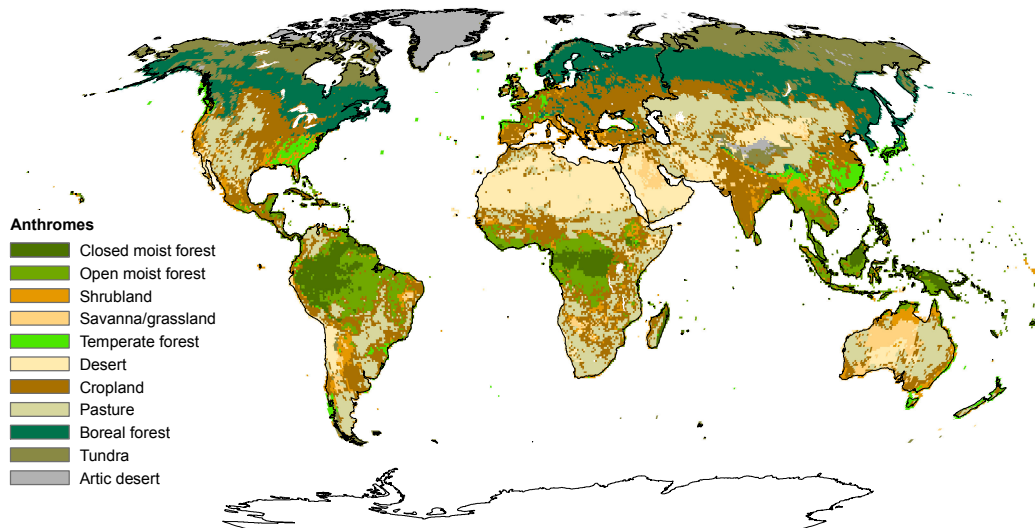 Anthromes
Closed moist forest
Open moist forest
Shrubland
Savanna/grassland
Temperate forest
Desert
Cropland
Pasture
Boreal forest
Tundra
Artic desert